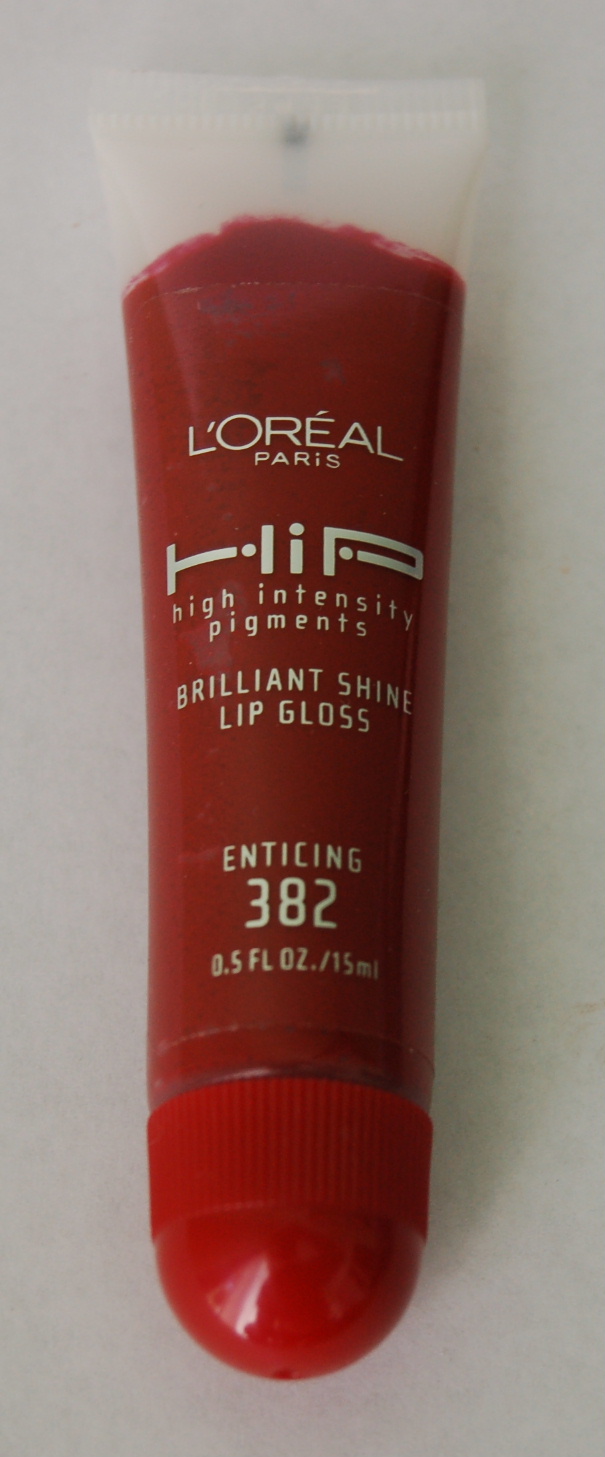 L'ORÉAL
PARiS
HiP
high intensity
pigments
BRILLIANT SHINE
LIP GLOSS
ENTICING
382
0.5 FL OZ./15ml